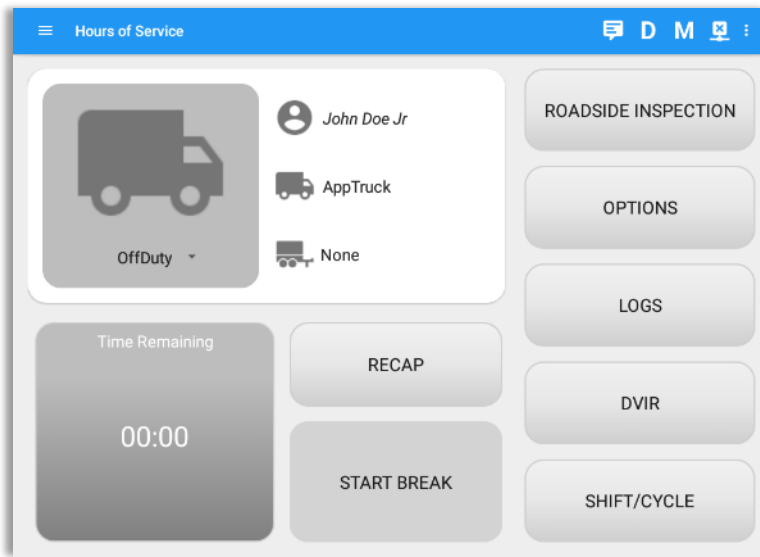 Hours of Service
D M
John Doe Jr
AppTruck
None
OffDuty
Time Remaining
00:00
RECAP
START BREAK
ROADSIDE INSPECTION
OPTIONS
LOGS
DVIR
SHIFT/CYCLE